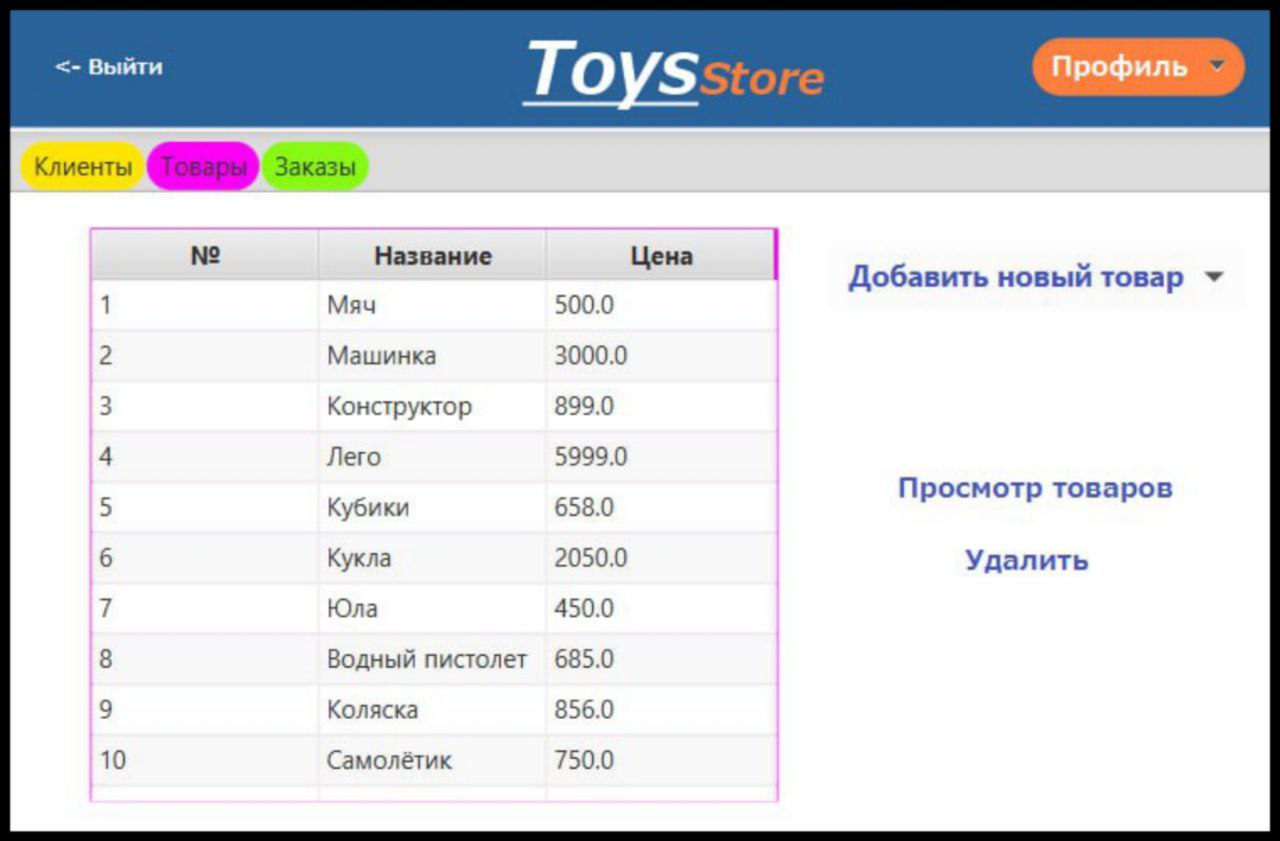 <- Выйти
Toys Store
Профиль
Клиенты Товары Заказы
№ Название Цена
1 Мяч 500.0
2 Машинка 3000.0
3 Конструктор 899.0
4 Лего 5999.0
5 Кубики 658.0
6 Кукла 2050.0
7 Юла 450.0
8 Водный пистолет 685.0
9 Коляска 856.0
10 Самолётик 750.0
Добавить новый товар
Просмотр товаров
Удалить